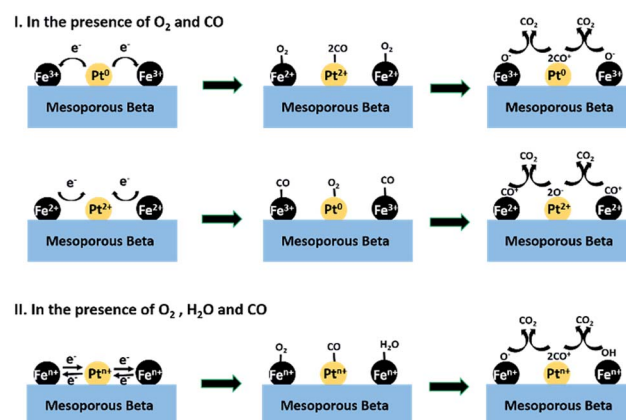 I. In the presence of O₂ and CO
e⁻ e⁻ O₂ 2CO O₂ CO₂ CO₂
O⁻ 2CO⁺ O⁻
Fe³⁺ Pt⁰ Fe³⁺ Fe²⁺ Pt²⁺ Fe²⁺ Fe³⁺ Pt⁰ Fe³⁺
Mesoporous Beta Mesoporous Beta Mesoporous Beta
e⁻ e⁻ CO O₂ CO CO₂ CO₂
CO⁺ 2O⁻ CO⁺
Fe²⁺ Pt²⁺ Fe²⁺ Fe³⁺ Pt⁰ Fe³⁺ Fe²⁺ Pt²⁺ Fe²⁺
Mesoporous Beta Mesoporous Beta Mesoporous Beta
II. In the presence of O₂ , H₂O and CO
e⁻ e⁻ O₂ CO H₂O CO₂ CO₂
e⁻ e⁻ O⁻ 2CO⁺ OH
Feⁿ⁺ Ptⁿ⁺ Feⁿ⁺ Feⁿ⁺ Ptⁿ⁺ Feⁿ⁺ Feⁿ⁺ Ptⁿ⁺ Feⁿ⁺
Mesoporous Beta Mesoporous Beta Mesoporous Beta